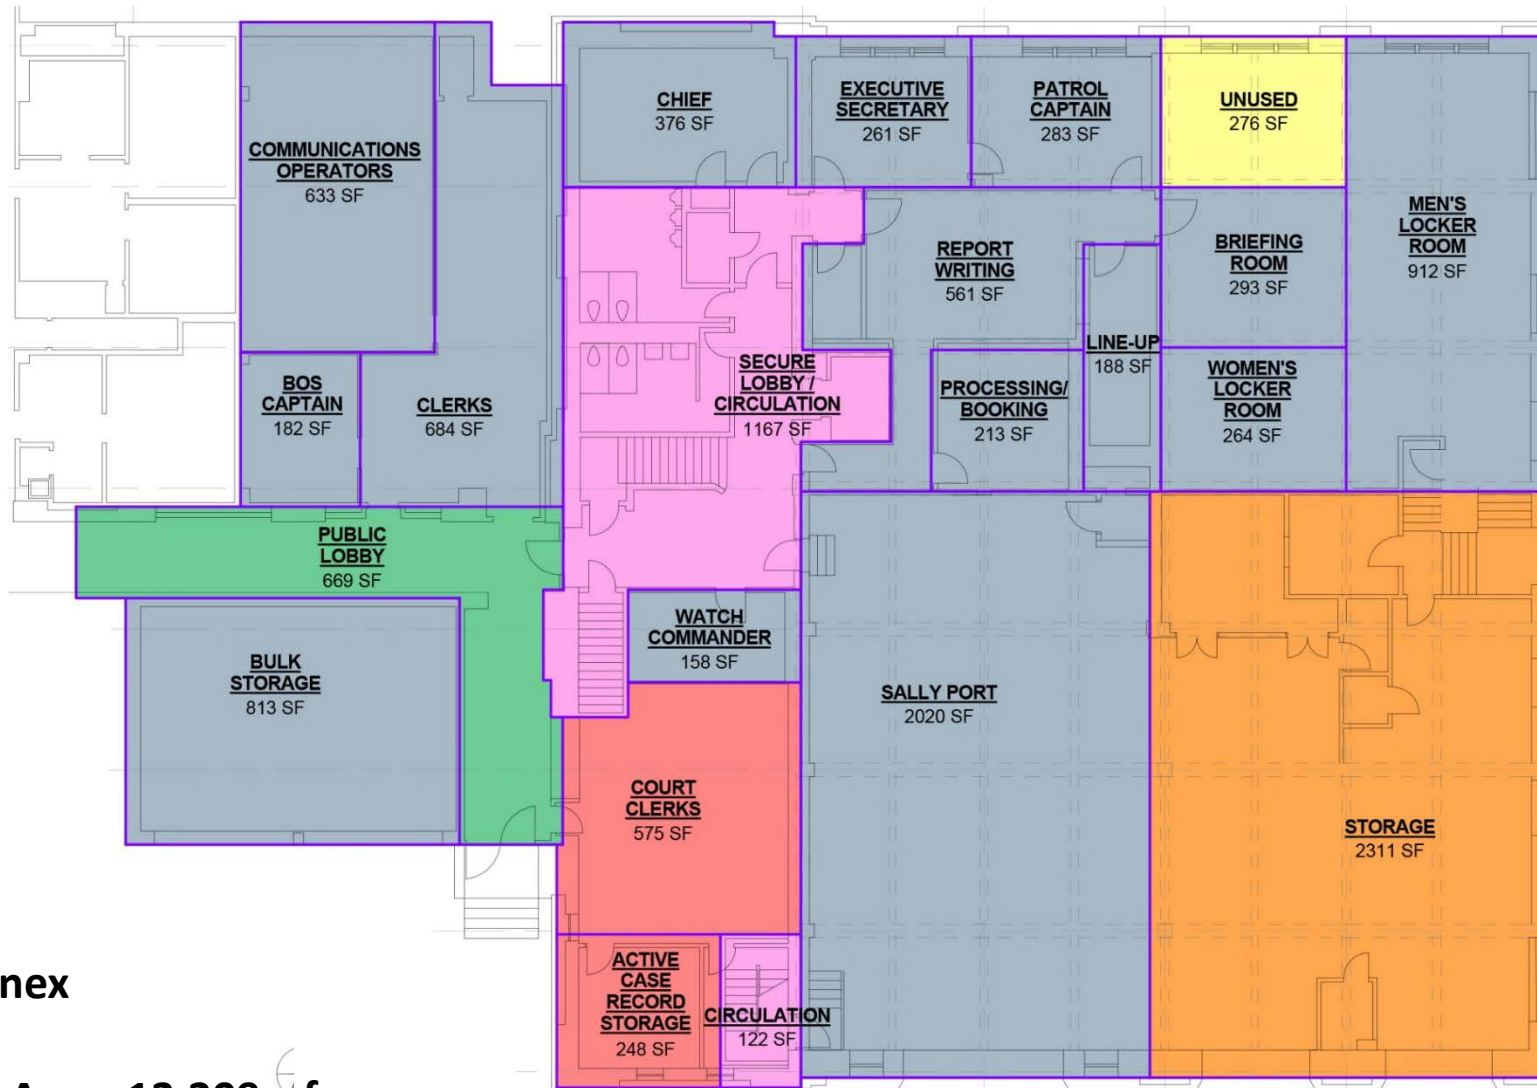 COMMUNICATIONS
OPERATORS
633 SF
CHIEF
376 SF
EXECUTIVE
SECRETARY
261 SF
PATROL
CAPTAIN
283 SF
UNUSED
276 SF
MEN'S
LOCKER
ROOM
912 SF
REPORT
WRITING
561 SF
BRIEFING
ROOM
293 SF
LINE-UP
188 SF
BOS
CAPTAIN
182 SF
CLERKS
684 SF
SECURE
LOBBY /
CIRCULATION
1167 SF
PROCESSING/
BOOKING
213 SF
WOMEN'S
LOCKER
ROOM
264 SF
PUBLIC
LOBBY
669 SF
WATCH
COMMANDER
158 SF
BULK
STORAGE
813 SF
SALLY PORT
2020 SF
COURT
CLERKS
575 SF
STORAGE
2311 SF
nex
ACTIVE
CASE
RECORD
STORAGE
248 SF
CIRCULATION
122 SF